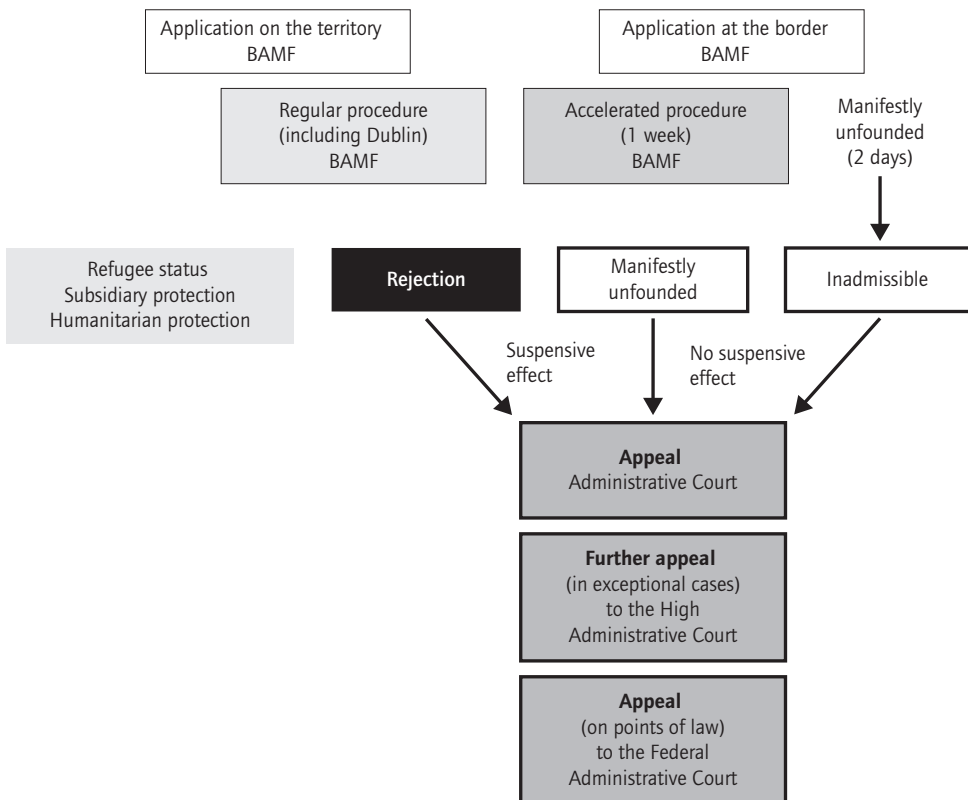 Application on the territory
BAMF
Application at the border
BAMF
Regular procedure
(including Dublin)
BAMF
Accelerated procedure
(1 week)
BAMF
Manifestly
unfounded
(2 days)
Refugee status
Subsidiary protection
Humanitarian protection
Rejection
Manifestly
unfounded
Inadmissible
Suspensive
effect
No suspensive
effect
Appeal
Administrative Court
Further appeal
(in exceptional cases)
to the High
Administrative Court
Appeal
(on points of law)
to the Federal
Administrative Court